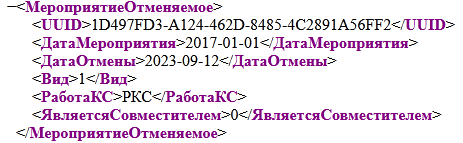 –<МероприятиеОтменяемое>
<UUID>1D497FD3-A124-462D-8485-4C2891A56FF2</UUID>
<ДатаМероприятия>2017-01-01</ДатаМероприятия>
<ДатаОтмены>2023-09-12</ДатаОтмены>
<Вид>1</Вид>
<РаботаКС>РКС</РаботаКС>
<ЯвляетсяСовместителем>0</ЯвляетсяСовместителем>
</МероприятиеОтменяемое>